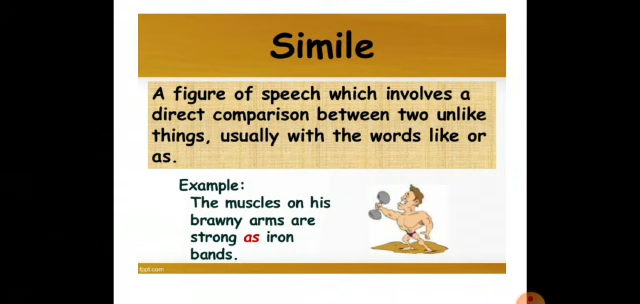 Simile
A figure of speech which involves a
direct comparison between two unlike
things, usually with the words like or
as.
Example:
The muscles on his
brawny arms are
strong as iron
bands.
fppt.com